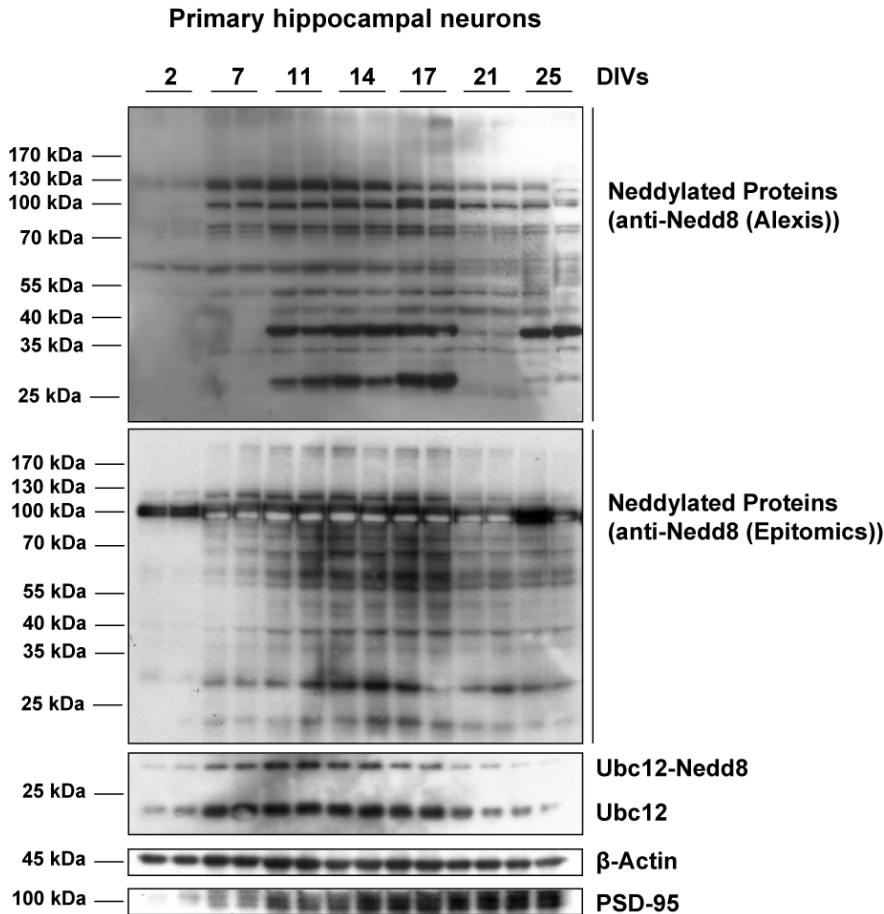 Primary hippocampal neurons
2 7 11 14 17 21 25 DIVs
170 kDa
130 kDa
100 kDa
70 kDa
55 kDa
40 kDa
35 kDa
25 kDa
Neddylated Proteins
(anti-Nedd8 (Alexis))
170 kDa
130 kDa
100 kDa
70 kDa
55 kDa
40 kDa
35 kDa
25 kDa
Neddylated Proteins
(anti-Nedd8 (Epitomics))
Ubc12-Nedd8
25 kDa
Ubc12
45 kDa
β-Actin
100 kDa
PSD-95